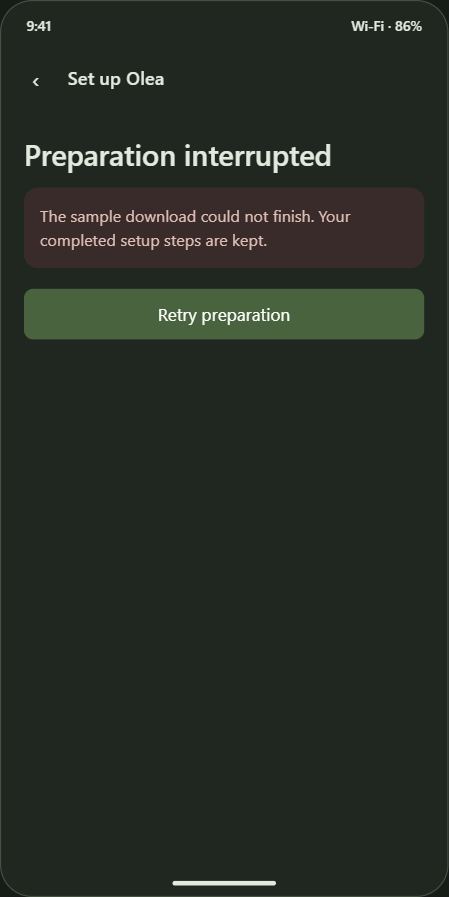 9:41
Wi-Fi · 86%
‹ Set up Olea
Preparation interrupted
The sample download could not finish. Your
completed setup steps are kept.
Retry preparation